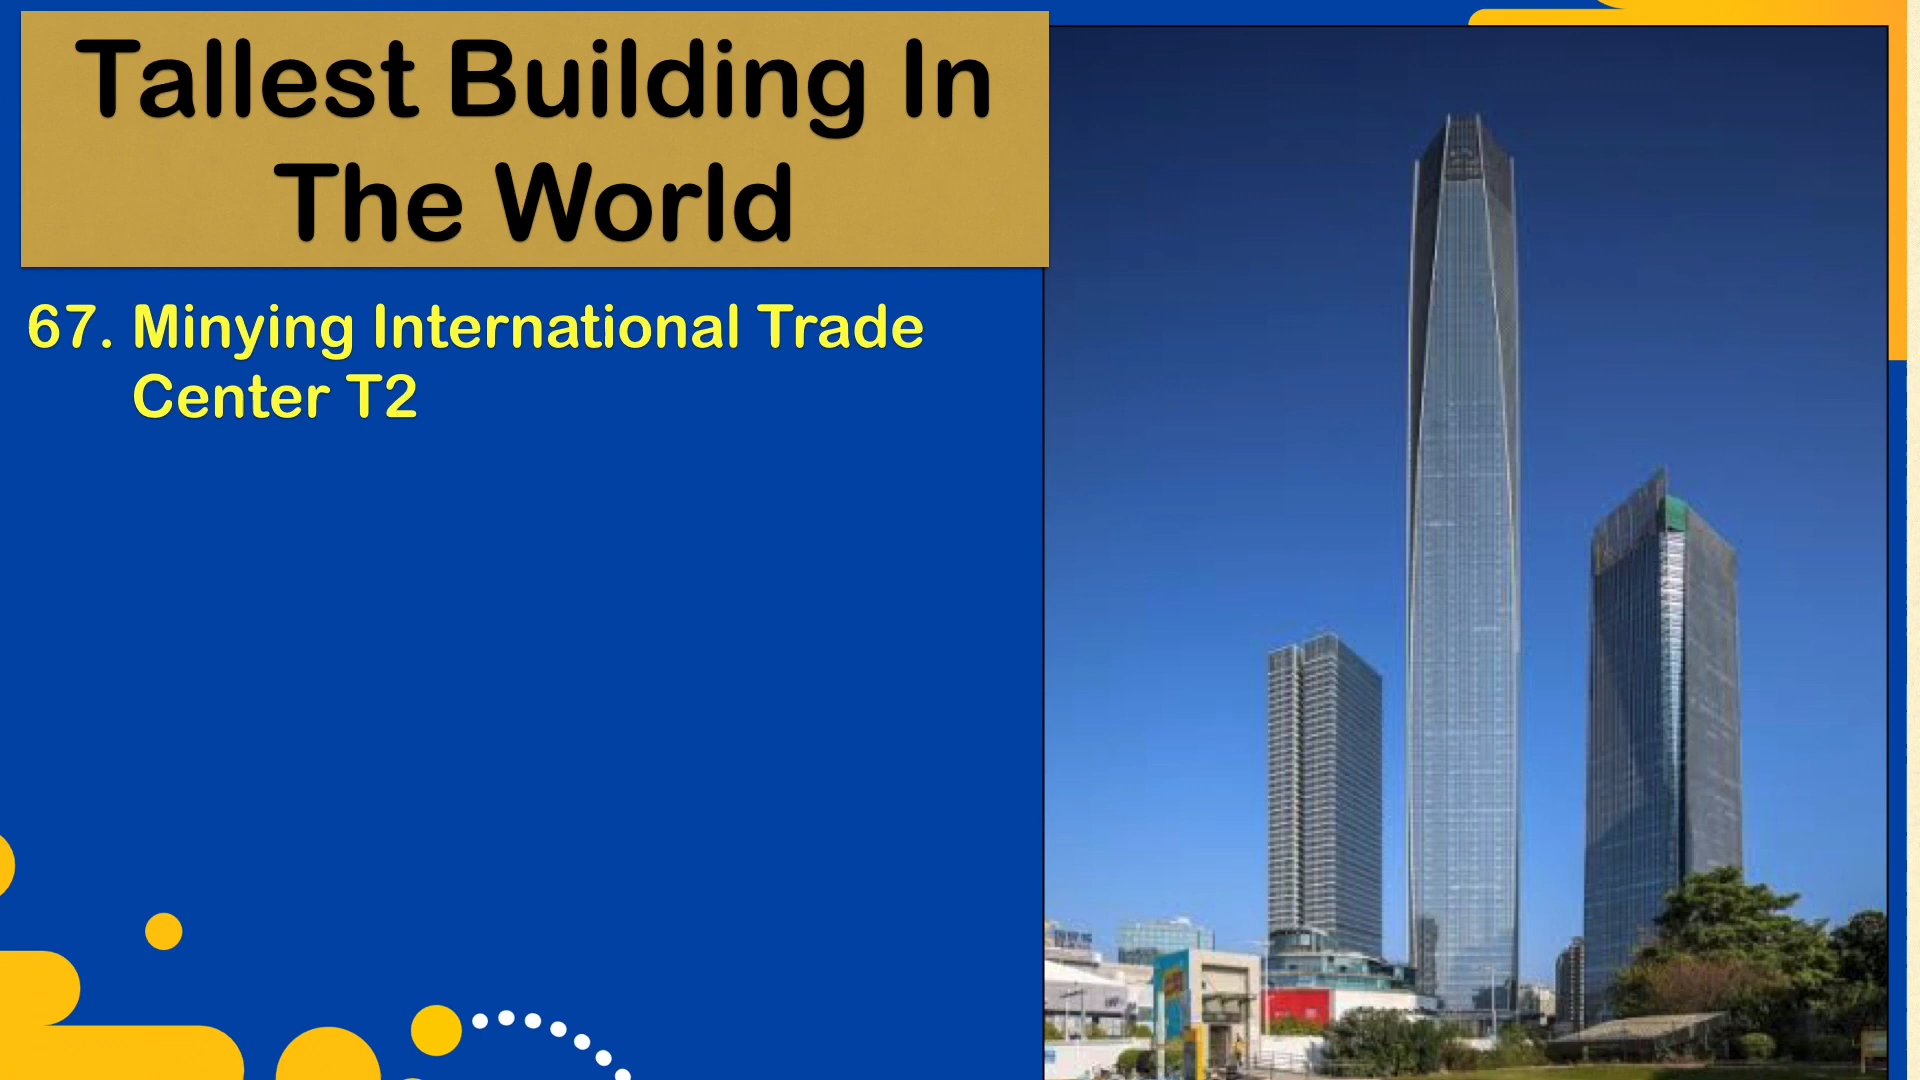 Tallest Building In
The World
67. Minying International Trade
Center T2